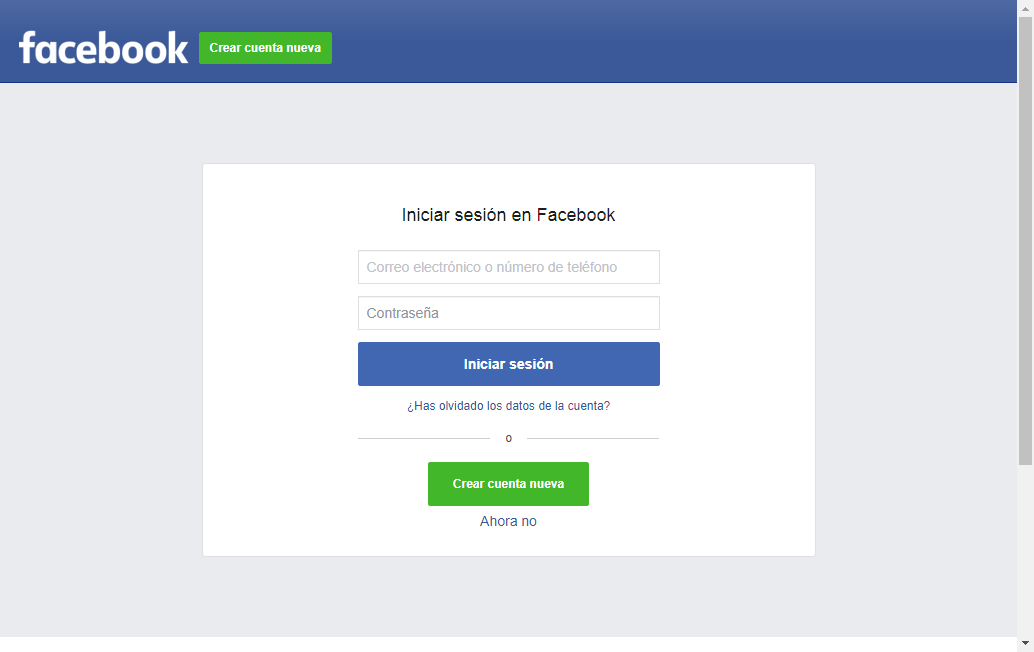 facebook
Crear cuenta nueva
Iniciar sesión en Facebook
Correo electrónico o número de teléfono
Contraseña
Iniciar sesión
¿Has olvidado los datos de la cuenta?
o
Crear cuenta nueva
Ahora no